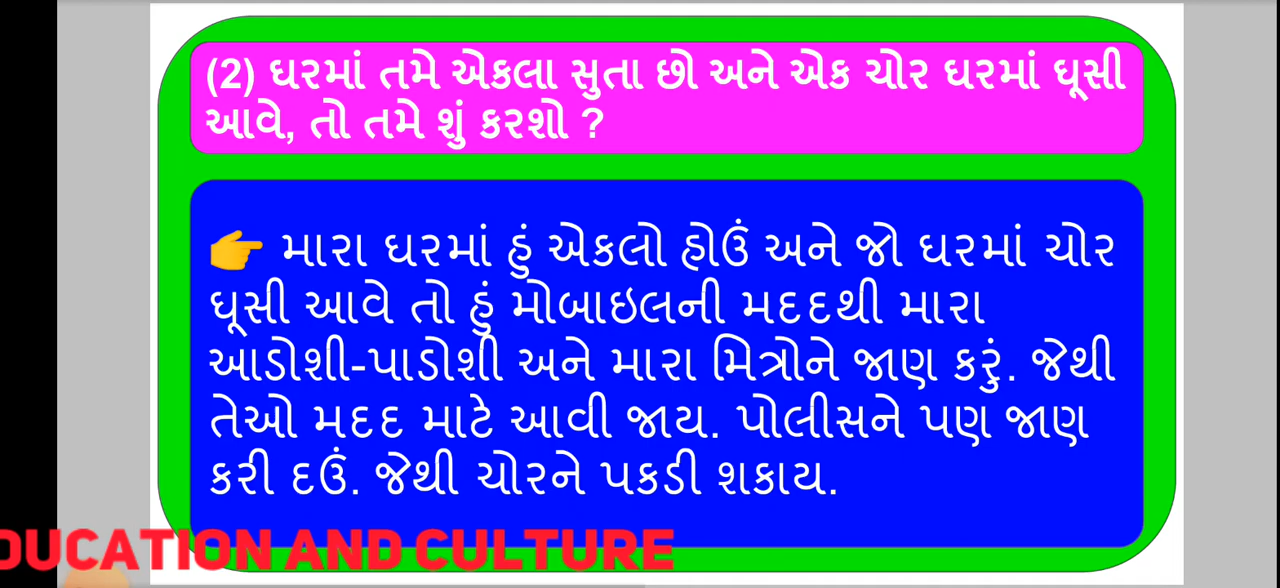 (2) ઘરમાં તમે એકલા સુતા છો અને એક ચોર ઘરમાં ઘૂસી
આવે, તો તમે શું કરશો ?
👉 મારા ઘરમાં હું એકલો હોઉં અને જો ઘરમાં ચોર
ઘૂસી આવે તો હું મોબાઇલની મદદથી મારા
આડોશી-પાડોશી અને મારા મિત્રોને જાણ કરું. જેથી
તેઓ મદદ માટે આવી જાય. પોલીસને પણ જાણ
કરી દઉં. જેથી ચોરને પકડી શકાય.
DUCATION AND CULTURE